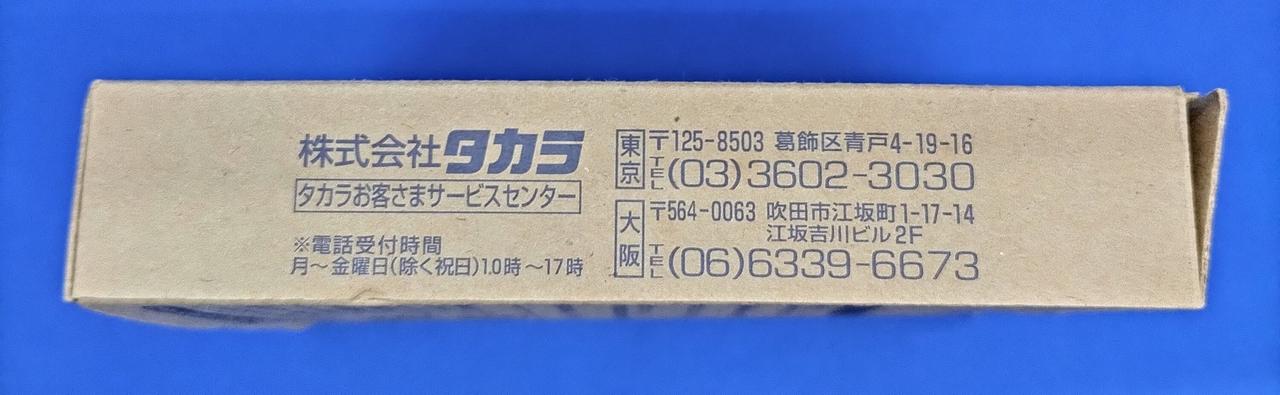 株式会社タカラ
タカラお客さまサービスセンター
※電話受付時間
月～金曜日(除く祝日)10時～17時
東京 〒125-8503 葛飾区青戸4-19-16
TEL(03)3602-3030
大阪 〒564-0063 吹田市江坂町1-17-14
江坂吉川ビル2F
TEL(06)6339-6673